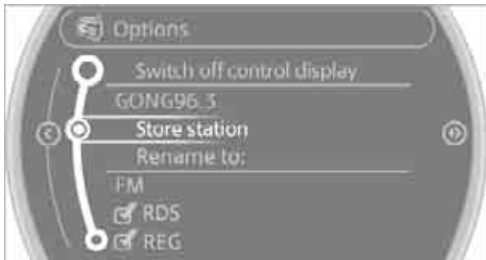 Options
Switch off control display
GONG96.3
Store station
Rename to:
FM
RDS
REG